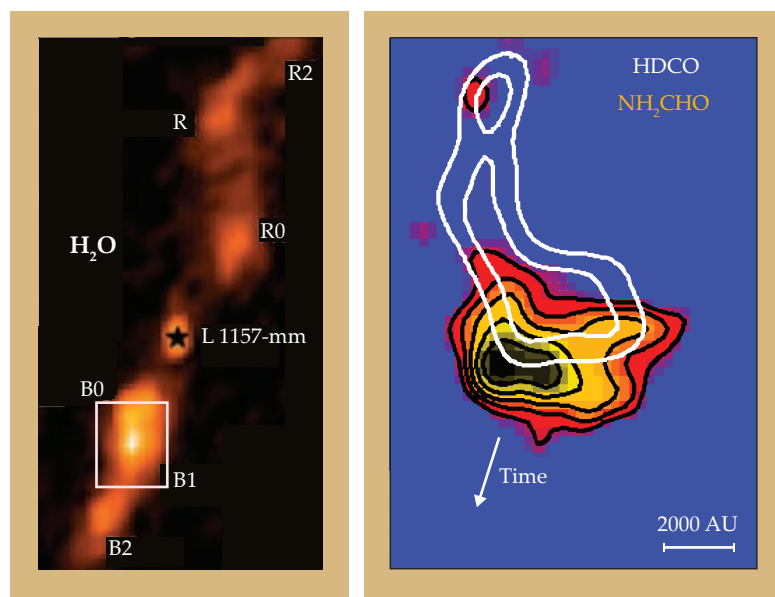 R2
R
R0
H₂O
L 1157-mm
B0
B1
B2
HDCO
NH₂CHO
Time
2000 AU